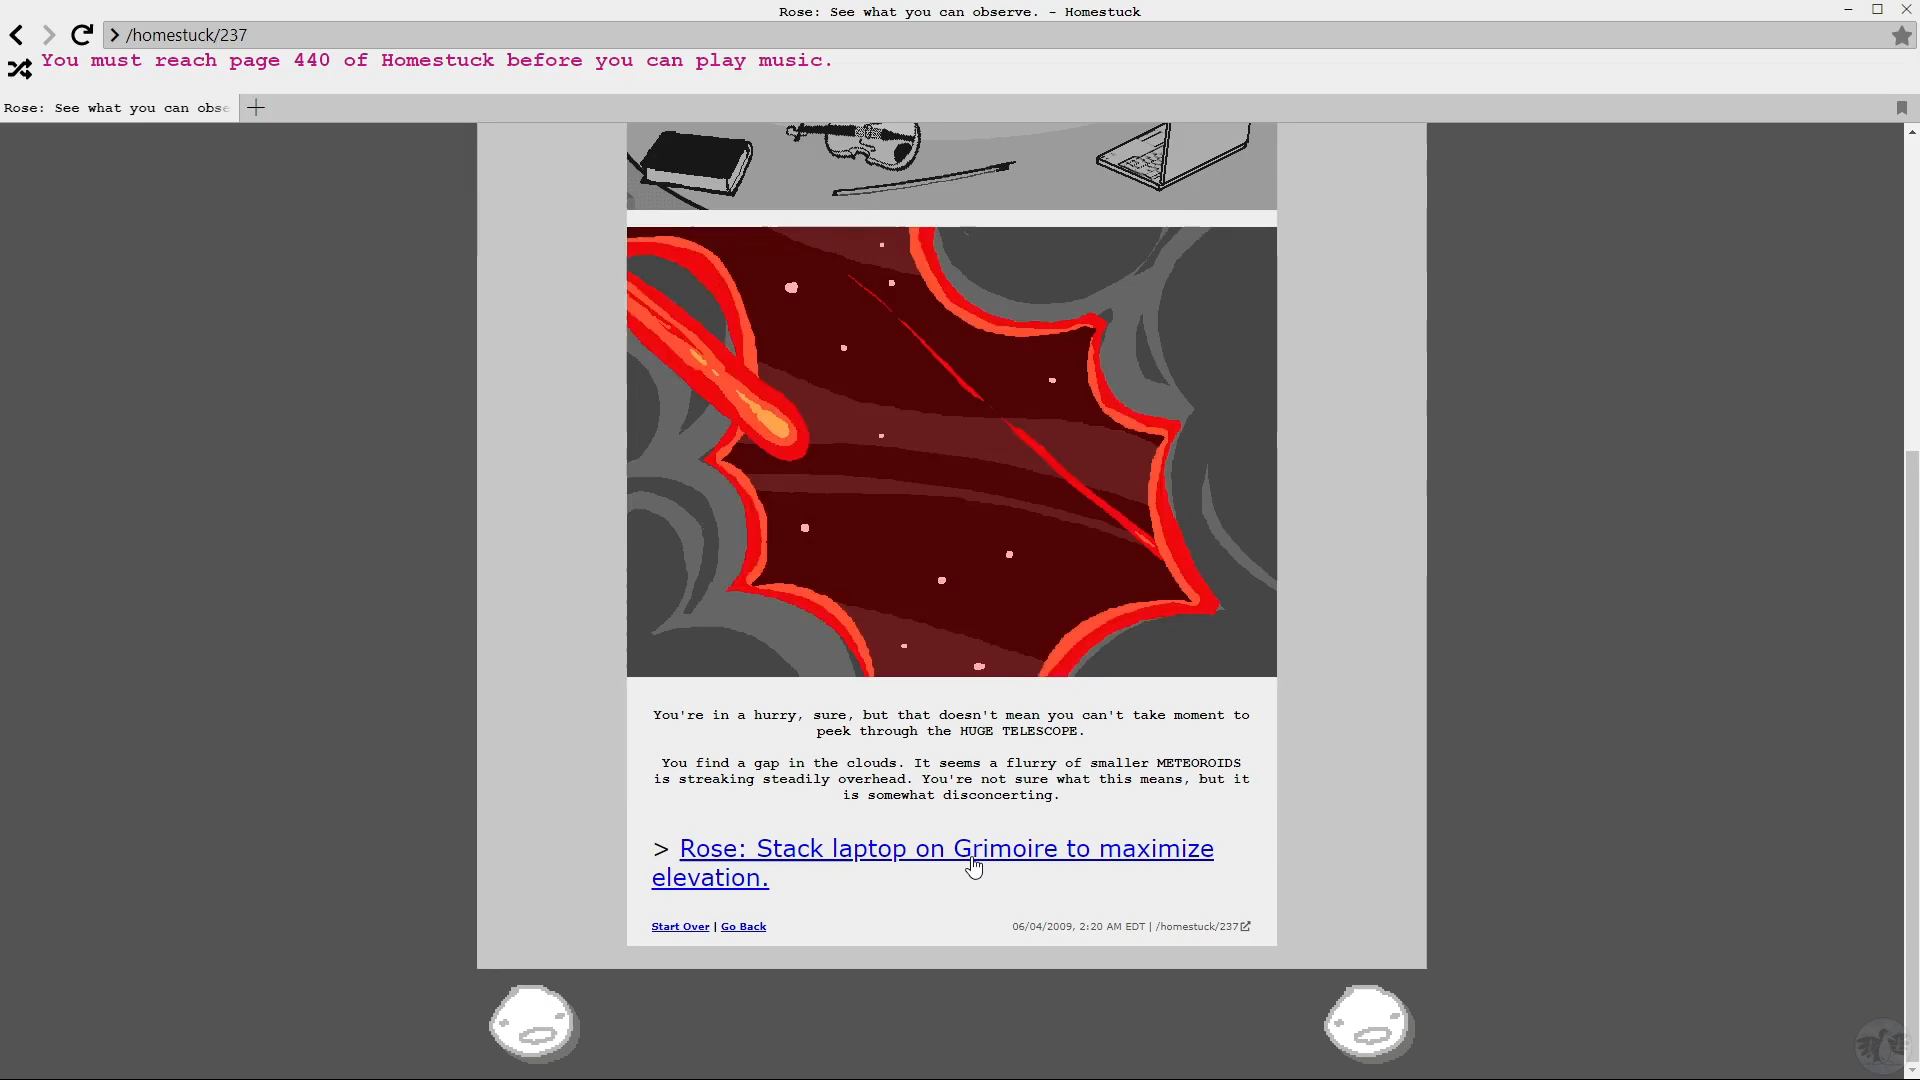 Rose: See what you can observe. - Homestuck
/homestuck/237
You must reach page 440 of Homestuck before you can play music.
Rose: See what you can obse
You're in a hurry, sure, but that doesn't mean you can't take moment to
peek through the HUGE TELESCOPE.
You find a gap in the clouds. It seems a flurry of smaller METEOROIDS
is streaking steadily overhead. You're not sure what this means, but it
is somewhat disconcerting.
> Rose: Stack laptop on Grimoire to maximize
elevation.
Start Over | Go Back
06/04/2009, 2:20 AM EDT | /homestuck/237